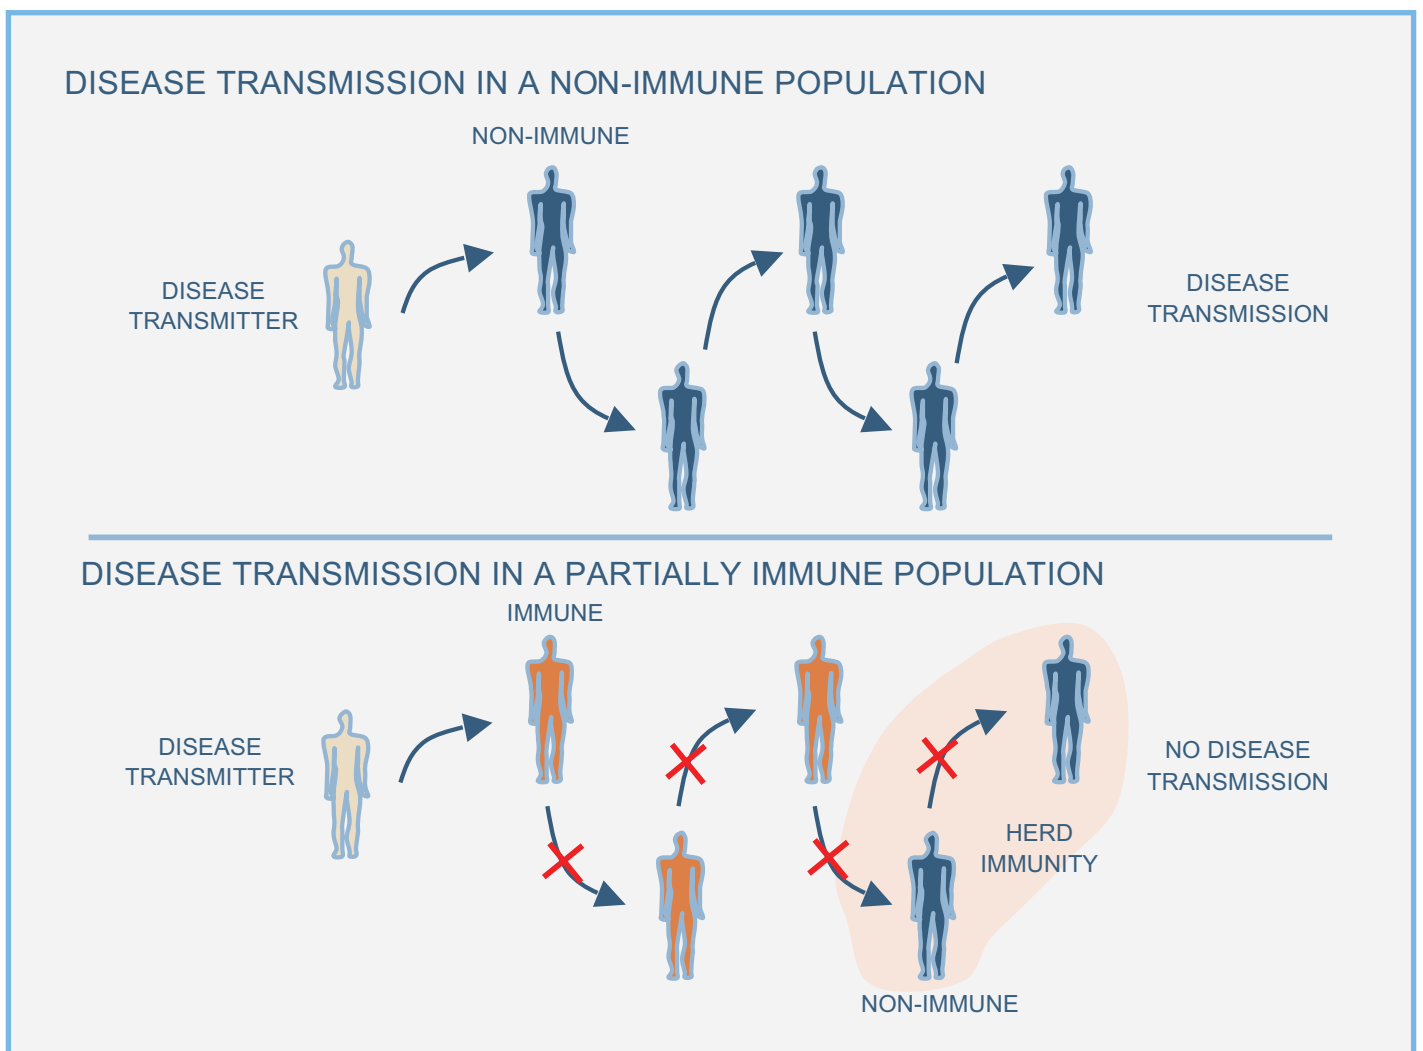 DISEASE TRANSMISSION IN A NON-IMMUNE POPULATION
NON-IMMUNE
DISEASE
TRANSMITTER
DISEASE
TRANSMISSION
DISEASE TRANSMISSION IN A PARTIALLY IMMUNE POPULATION
IMMUNE
DISEASE
TRANSMITTER
NO DISEASE
TRANSMISSION
HERD
IMMUNITY
NON-IMMUNE